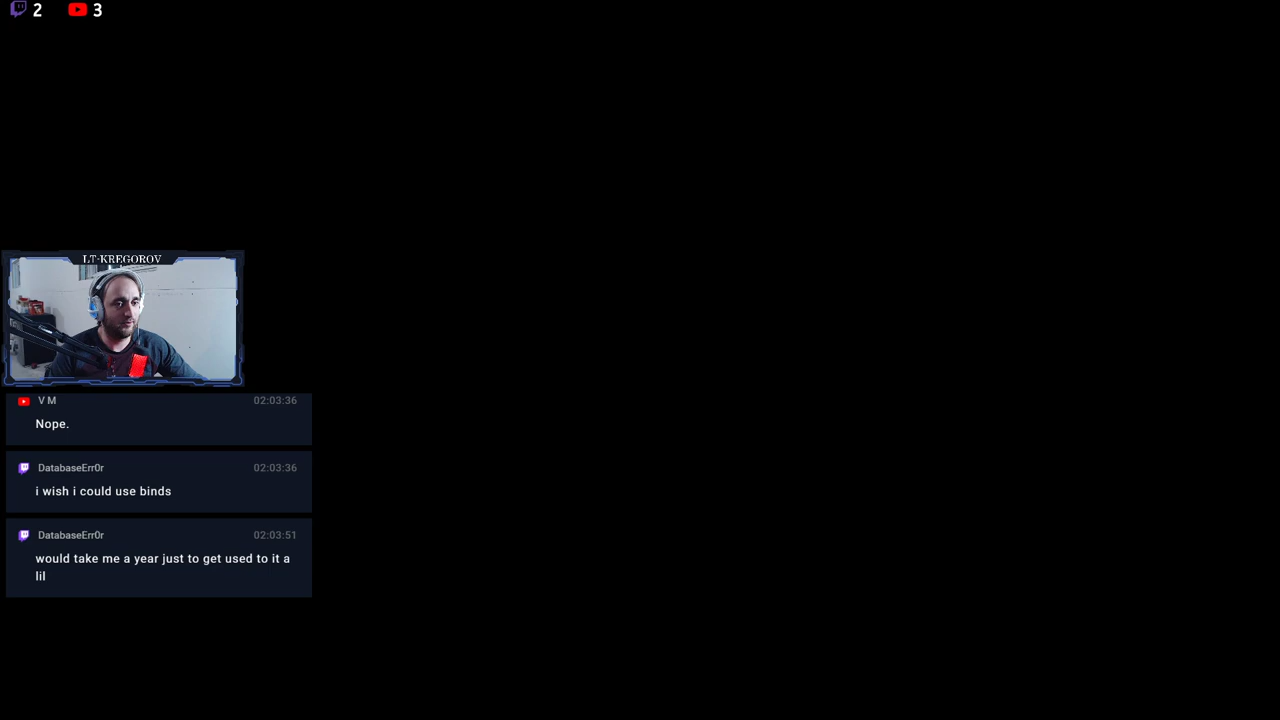 2 3
LT-KREGOROV
V M 02:03:36
Nope.
DatabaseErr0r 02:03:36
i wish i could use binds
DatabaseErr0r 02:03:51
would take me a year just to get used to it a
lil